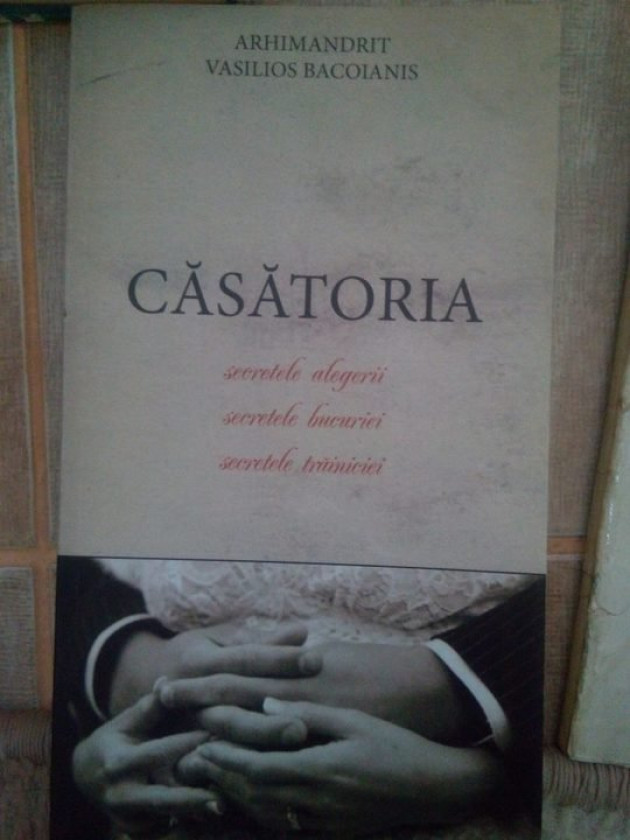 ARHIMANDRIT
VASILIOS BACOIANIS
CĂSĂTORIA
secretele alegerii
secretele bucuriei
secretele trăiniciei